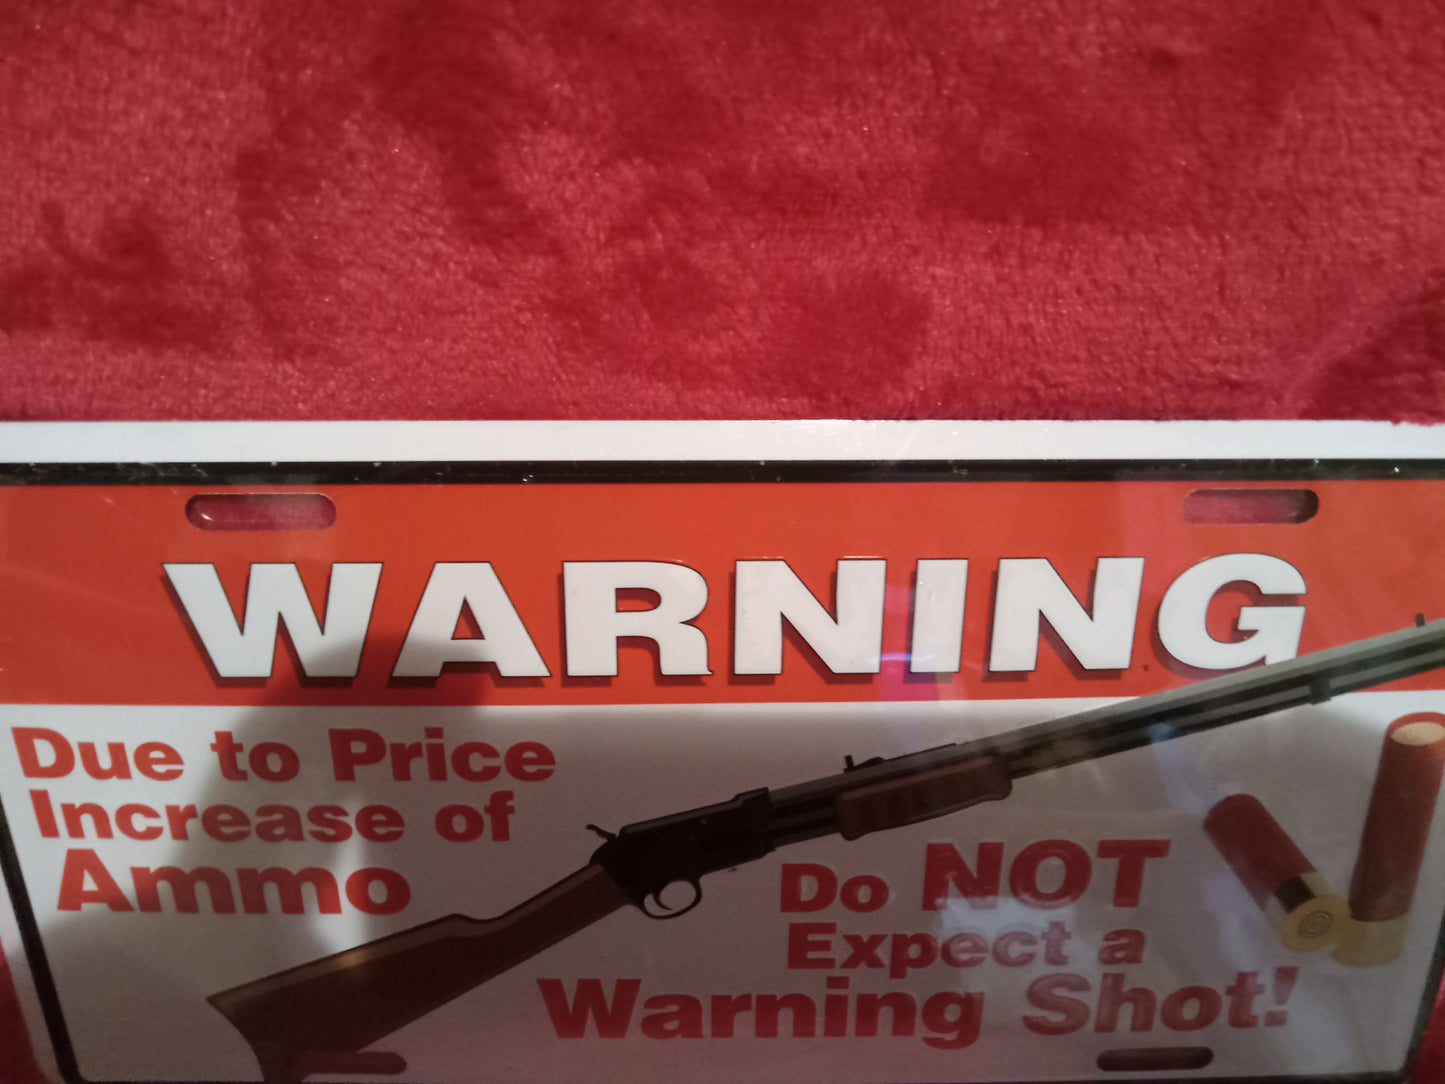 WARNING
Due to Price
Increase of
Ammo
Do NOT
Expect a
Warning Shot!